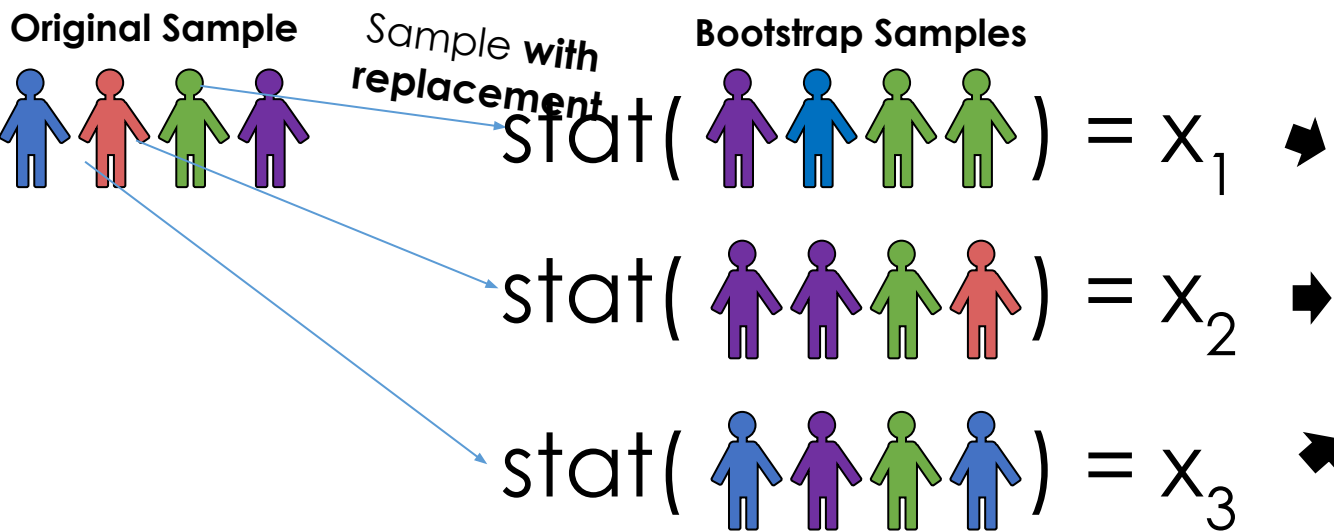 Original Sample
Sample with
replacement
Bootstrap Samples
stat( ) = x₁
stat( ) = x₂
stat( ) = x₃